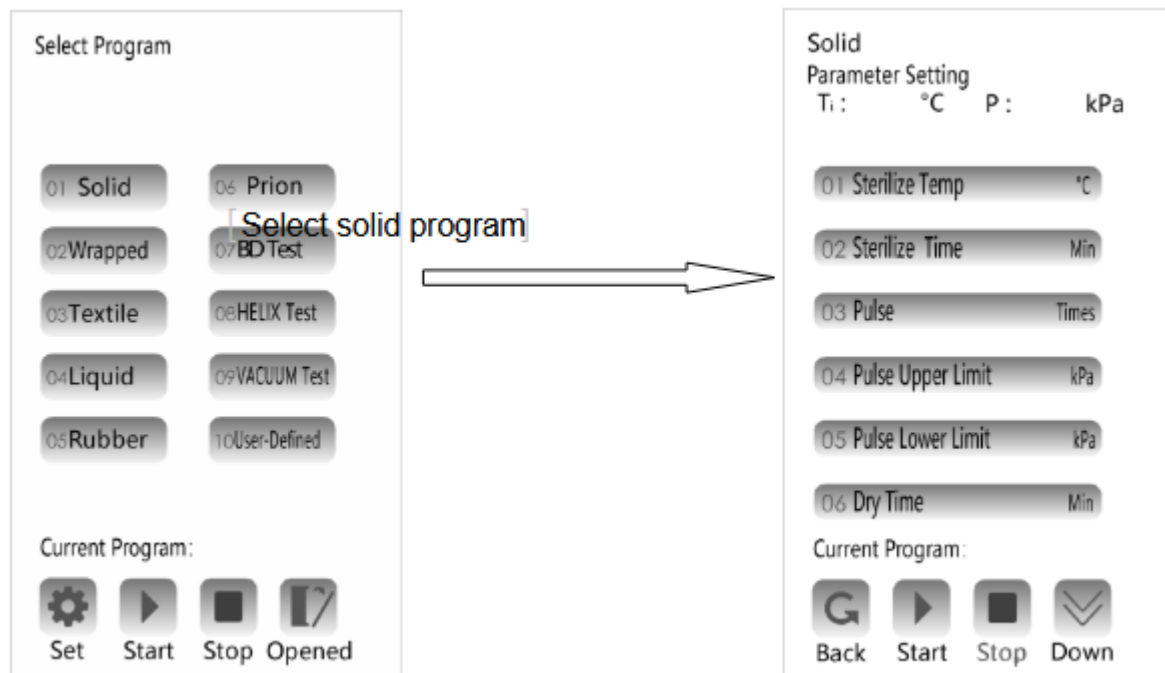 Select Program
01 Solid
06 Prion
[Select solid program]
02Wrapped
07BD Test
03Textile
08HELIX Test
04Liquid
09VACUUM Test
05Rubber
10User-Defined
Current Program:
Set Start Stop Opened
Solid
Parameter Setting
Ti : °C P : kPa
01 Sterilize Temp °C
02 Sterilize Time Min
03 Pulse Times
04 Pulse Upper Limit kPa
05 Pulse Lower Limit kPa
06 Dry Time Min
Current Program:
Back Start Stop Down